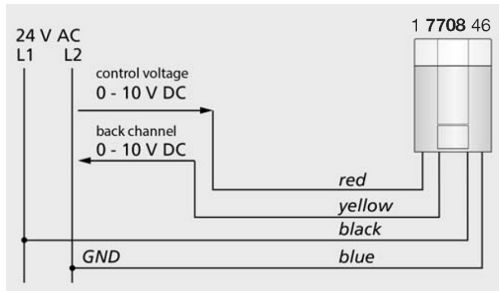 1 7708 46
24 V AC
L1 L2
control voltage
0 - 10 V DC
back channel
0 - 10 V DC
red
yellow
black
GND blue